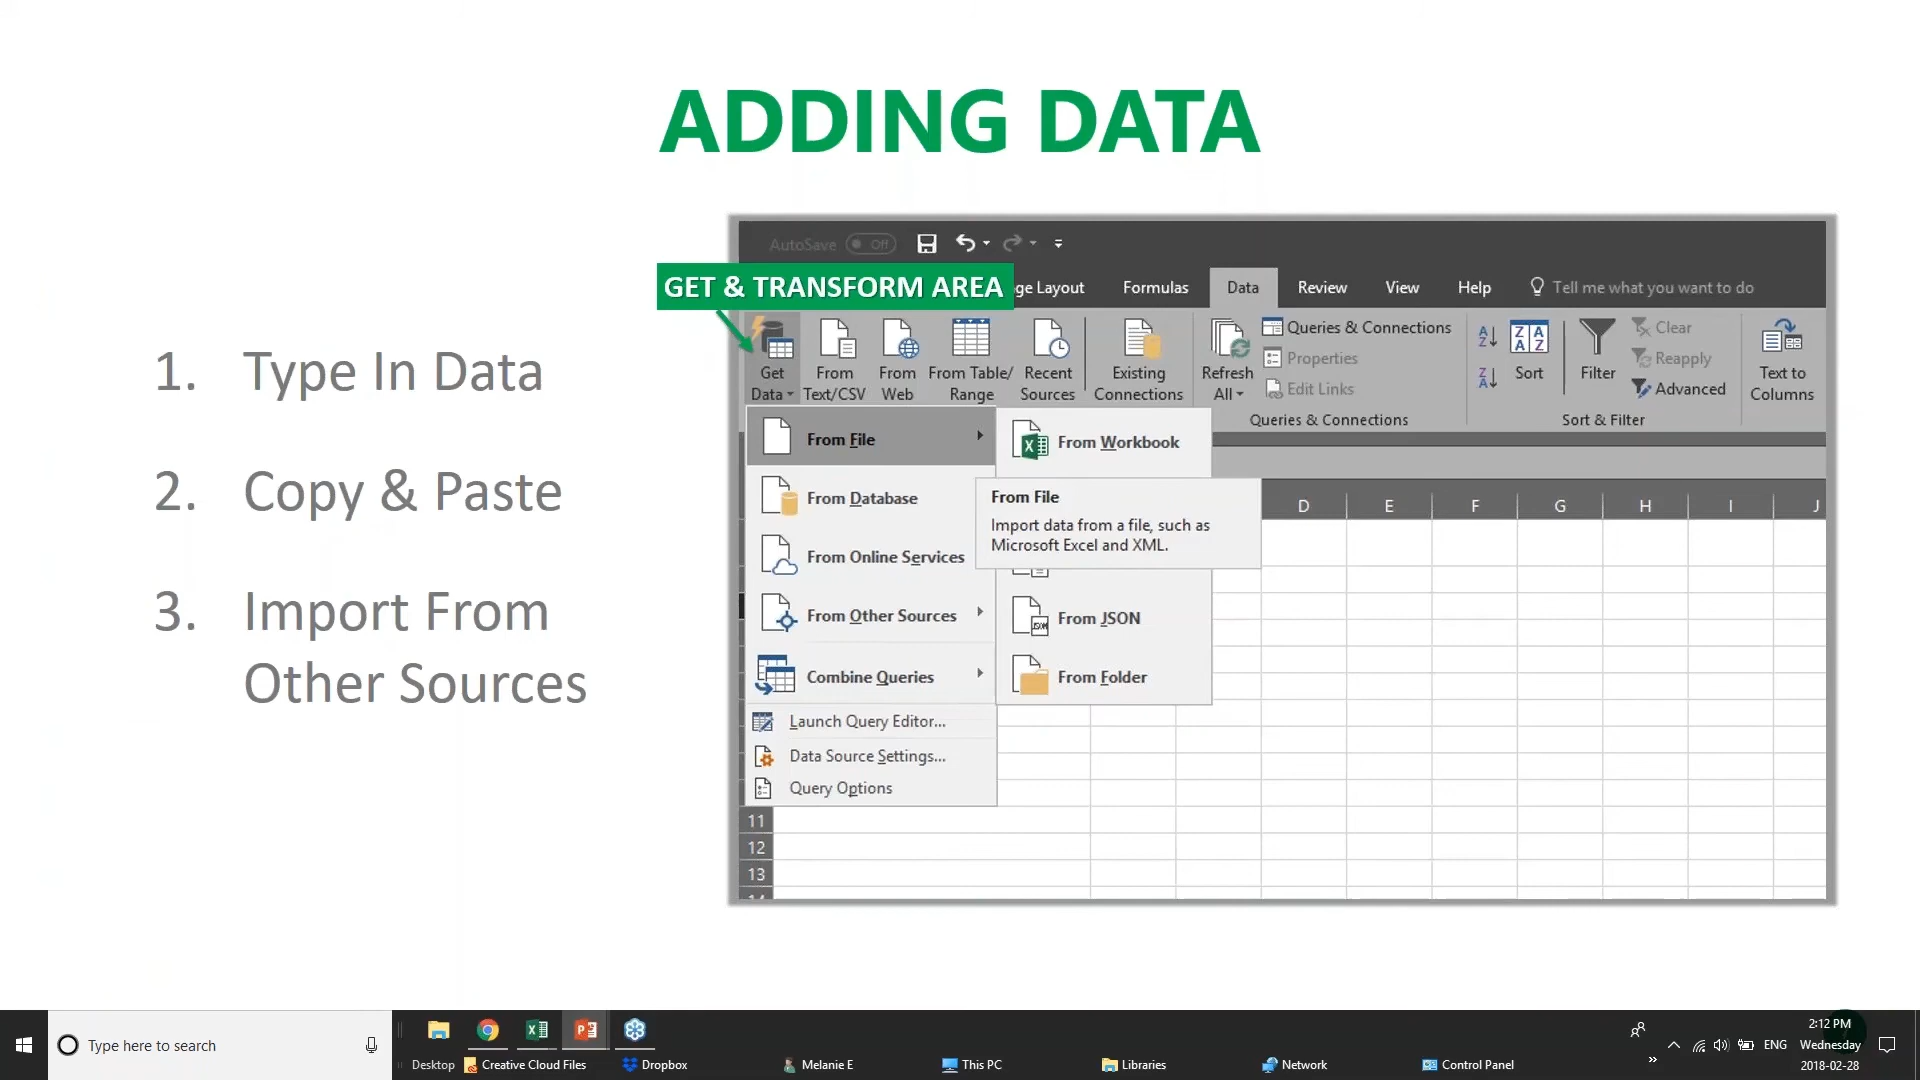 ADDING DATA
1. Type In Data
2. Copy & Paste
3. Import From
Other Sources
AutoSave Off
GET & TRANSFORM AREA
ge Layout Formulas Data Review View Help Tell me what you want to do
Get Data
From Text/CSV
From Web
From Table/ Range
Recent Sources
Existing Connections
Refresh All
Queries & Connections
Properties
Edit Links
Queries & Connections
Sort
Filter
Clear
Reapply
Advanced
Sort & Filter
Text to Columns
From File
From Database
From Online Services
From Other Sources
Combine Queries
Launch Query Editor...
Data Source Settings...
Query Options
From Workbook
From File
Import data from a file, such as
Microsoft Excel and XML.
From JSON
From Folder
D E F G H I J
11
12
13
14
Type here to search
Desktop Creative Cloud Files Dropbox Melanie E This PC Libraries Network Control Panel
ENG
2:12 PM
Wednesday
2018-02-28